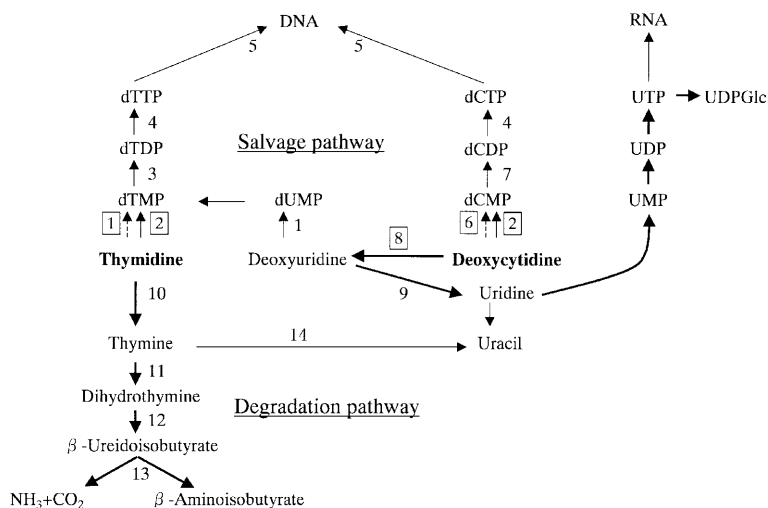 DNA RNA
5 5
dTTP dCTP UTP UDPGlc
4 4
Salvage pathway
dTDP dCDP UDP
3 7
dTMP dUMP dCMP UMP
1 2 1 6 2
Thymidine Deoxyuridine 8 Deoxycytidine
10 9 Uridine
14
Thymine Uracil
11
Dihydrothymine
Degradation pathway
12
β-Ureidoisobutyrate
13
NH₃+CO₂ β-Aminoisobutyrate